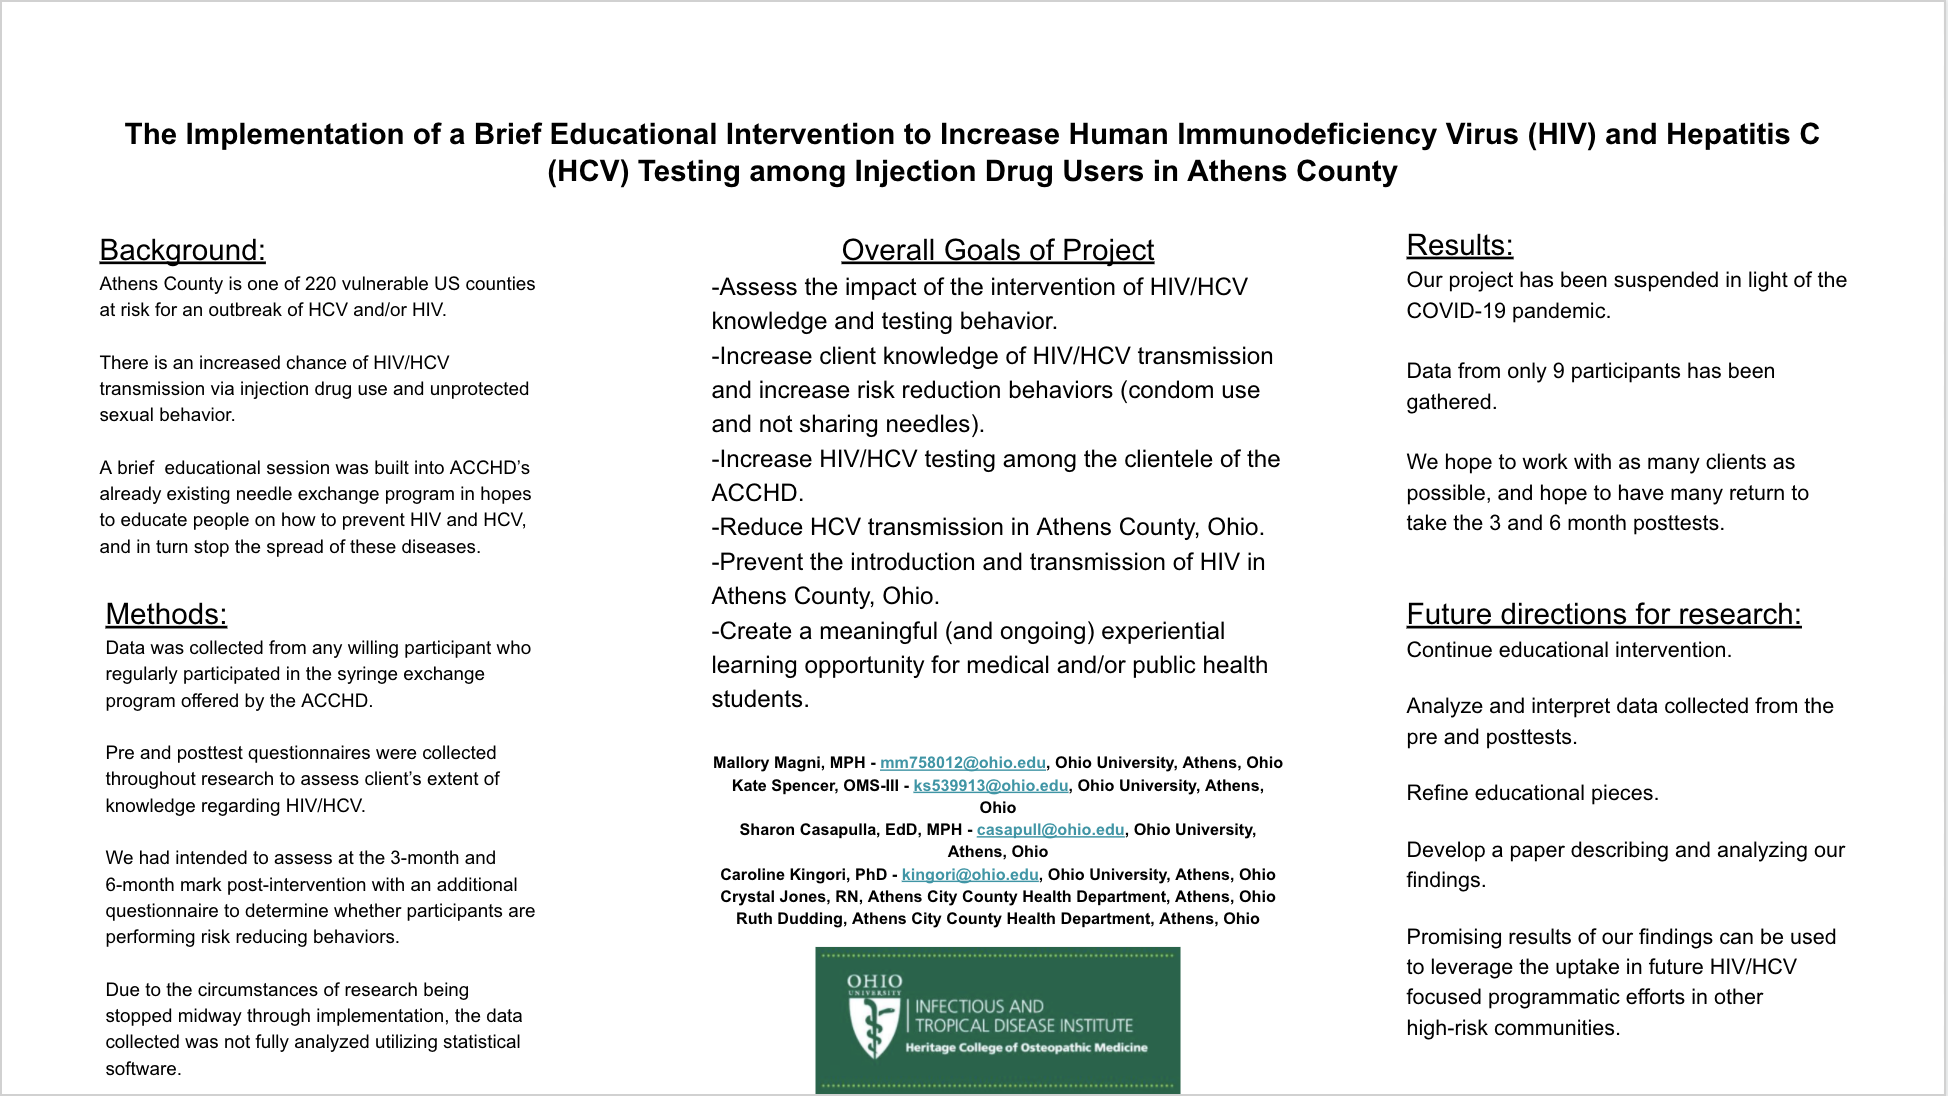 The Implementation of a Brief Educational Intervention to Increase Human Immunodeficiency Virus (HIV) and Hepatitis C
(HCV) Testing among Injection Drug Users in Athens County
Background:
Athens County is one of 220 vulnerable US counties
at risk for an outbreak of HCV and/or HIV.
There is an increased chance of HIV/HCV
transmission via injection drug use and unprotected
sexual behavior.
A brief  educational session was built into ACCHD’s
already existing needle exchange program in hopes
to educate people on how to prevent HIV and HCV,
and in turn stop the spread of these diseases.
Methods:
Data was collected from any willing participant who
regularly participated in the syringe exchange
program offered by the ACCHD.
Pre and posttest questionnaires were collected
throughout research to assess client’s extent of
knowledge regarding HIV/HCV.
We had intended to assess at the 3-month and
6-month mark post-intervention with an additional
questionnaire to determine whether participants are
performing risk reducing behaviors.
Due to the circumstances of research being
stopped midway through implementation, the data
collected was not fully analyzed utilizing statistical
software.
Overall Goals of Project
-Assess the impact of the intervention of HIV/HCV
knowledge and testing behavior.
-Increase client knowledge of HIV/HCV transmission
and increase risk reduction behaviors (condom use
and not sharing needles).
-Increase HIV/HCV testing among the clientele of the
ACCHD.
-Reduce HCV transmission in Athens County, Ohio.
-Prevent the introduction and transmission of HIV in
Athens County, Ohio.
-Create a meaningful (and ongoing) experiential
learning opportunity for medical and/or public health
students.
Mallory Magni, MPH - mm758012@ohio.edu, Ohio University, Athens, Ohio
Kate Spencer, OMS-III - ks539913@ohio.edu, Ohio University, Athens,
Ohio
Sharon Casapulla, EdD, MPH - casapull@ohio.edu, Ohio University,
Athens, Ohio
Caroline Kingori, PhD - kingori@ohio.edu, Ohio University, Athens, Ohio
Crystal Jones, RN, Athens City County Health Department, Athens, Ohio
Ruth Dudding, Athens City County Health Department, Athens, Ohio
OHIO
UNIVERSITY
INFECTIOUS AND
TROPICAL DISEASE INSTITUTE
Heritage College of Osteopathic Medicine
Results:
Our project has been suspended in light of the
COVID-19 pandemic.
Data from only 9 participants has been
gathered.
We hope to work with as many clients as
possible, and hope to have many return to
take the 3 and 6 month posttests.
Future directions for research:
Continue educational intervention.
Analyze and interpret data collected from the
pre and posttests.
Refine educational pieces.
Develop a paper describing and analyzing our
findings.
Promising results of our findings can be used
to leverage the uptake in future HIV/HCV
focused programmatic efforts in other
high-risk communities.